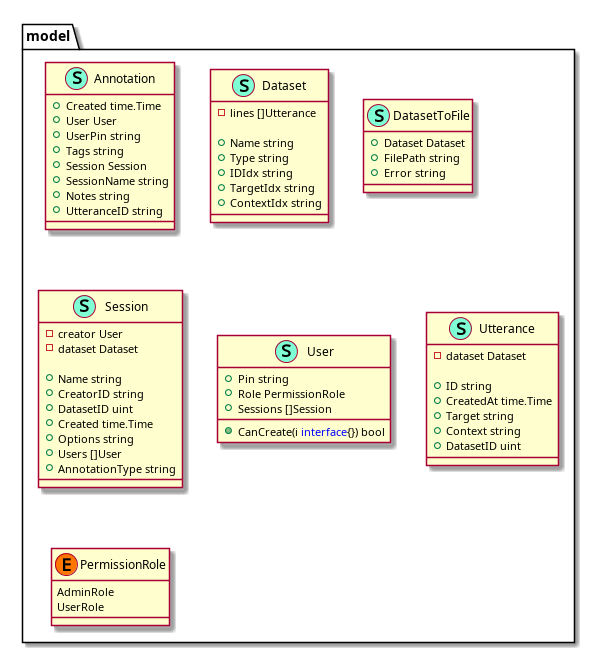 model
S Annotation
Created time.Time
User User
UserPin string
Tags string
Session Session
SessionName string
Notes string
UtteranceID string
S Dataset
lines []Utterance
Name string
Type string
IDIdx string
TargetIdx string
ContextIdx string
S DatasetToFile
Dataset Dataset
FilePath string
Error string
S Session
creator User
dataset Dataset
Name string
CreatorID string
DatasetID uint
Created time.Time
Options string
Users []User
AnnotationType string
S User
Pin string
Role PermissionRole
Sessions []Session
CanCreate(i interface{}) bool
S Utterance
dataset Dataset
ID string
CreatedAt time.Time
Target string
Context string
DatasetID uint
E PermissionRole
AdminRole
UserRole